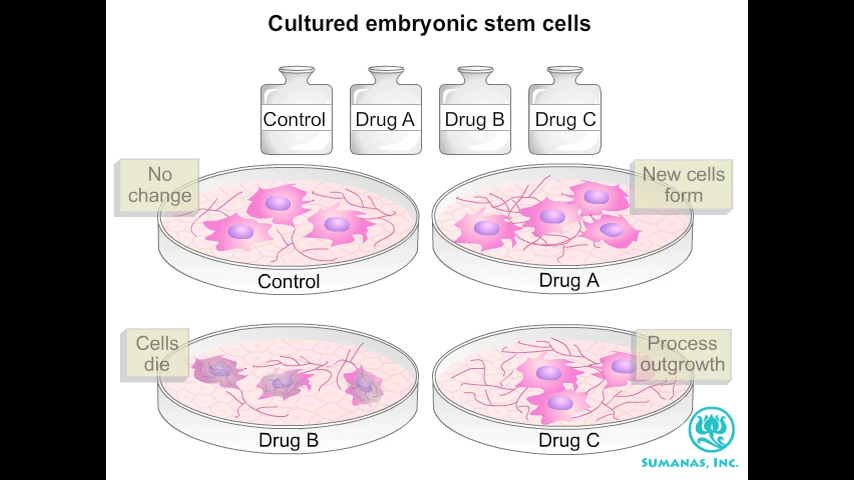 Cultured embryonic stem cells
Control
Drug A
Drug B
Drug C
No
change
New cells
form
Control
Drug A
Cells
die
Process
outgrowth
Drug B
Drug C
SUMANAS, INC.